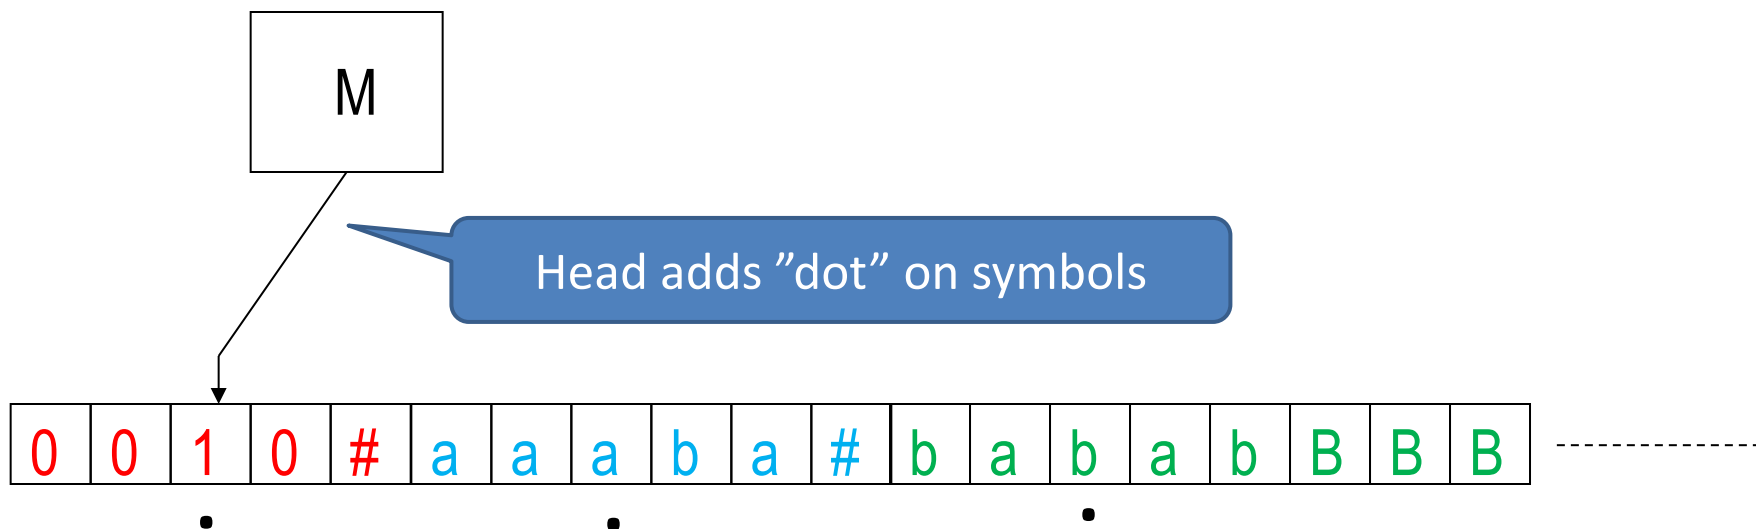 M
Head adds ”dot” on symbols
0 0 1 0 # a a a b a # b a b a b B B B